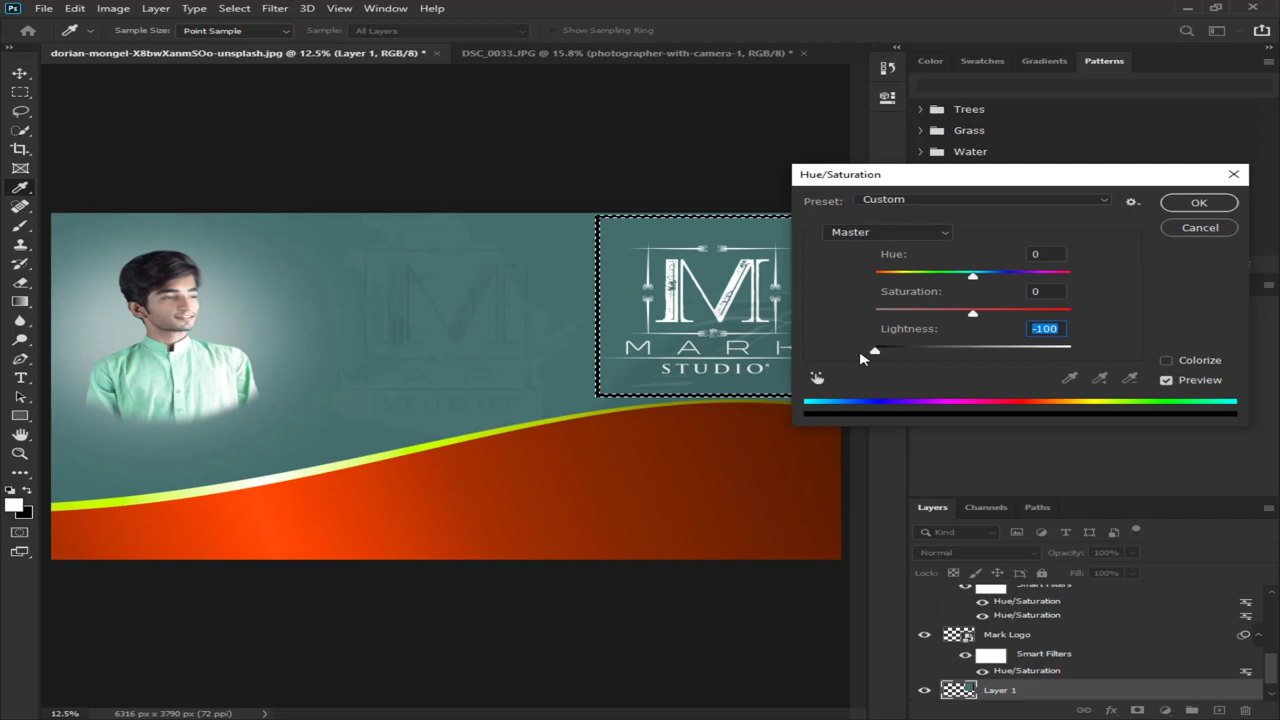 Ps File Edit Image Layer Type Select Filter 3D View Window Help
Sample Size: Point Sample Sample: All Layers Show Sampling Ring
dorian-mongel-X8bwXanmSOo-unsplash.jpg @ 12.5% (Layer 1, RGB/8) * DSC_0033.JPG @ 15.8% (photographer-with-camera-1, RGB/8) *
Color Swatches Gradients Patterns
Trees
Grass
Water
Hue/Saturation
Preset: Custom
OK
Master
Cancel
Hue: 0
Saturation: 0
Lightness: -100
Colorize
Preview
M
MARK
STUDIO
M
MARK
STUDIO
Layers Channels Paths
Kind
Normal Opacity: 100%
Lock: Fill: 100%
Smart Filters
Hue/Saturation
Hue/Saturation
Mark Logo
Smart Filters
Hue/Saturation
Layer 1
12.5% 6316 px x 3790 px (72 ppi)